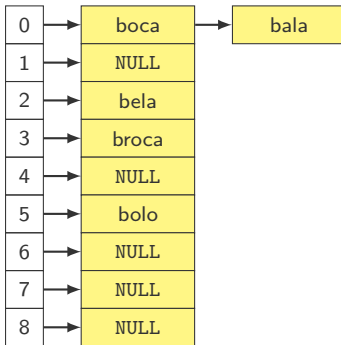 0 boca bala
1 NULL
2 bela
3 broca
4 NULL
5 bolo
6 NULL
7 NULL
8 NULL